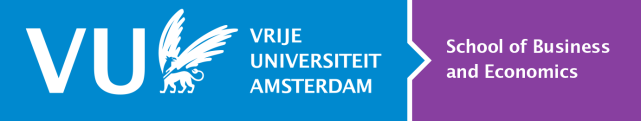 VU
VRIJE
UNIVERSITEIT
AMSTERDAM
School of Business
and Economics